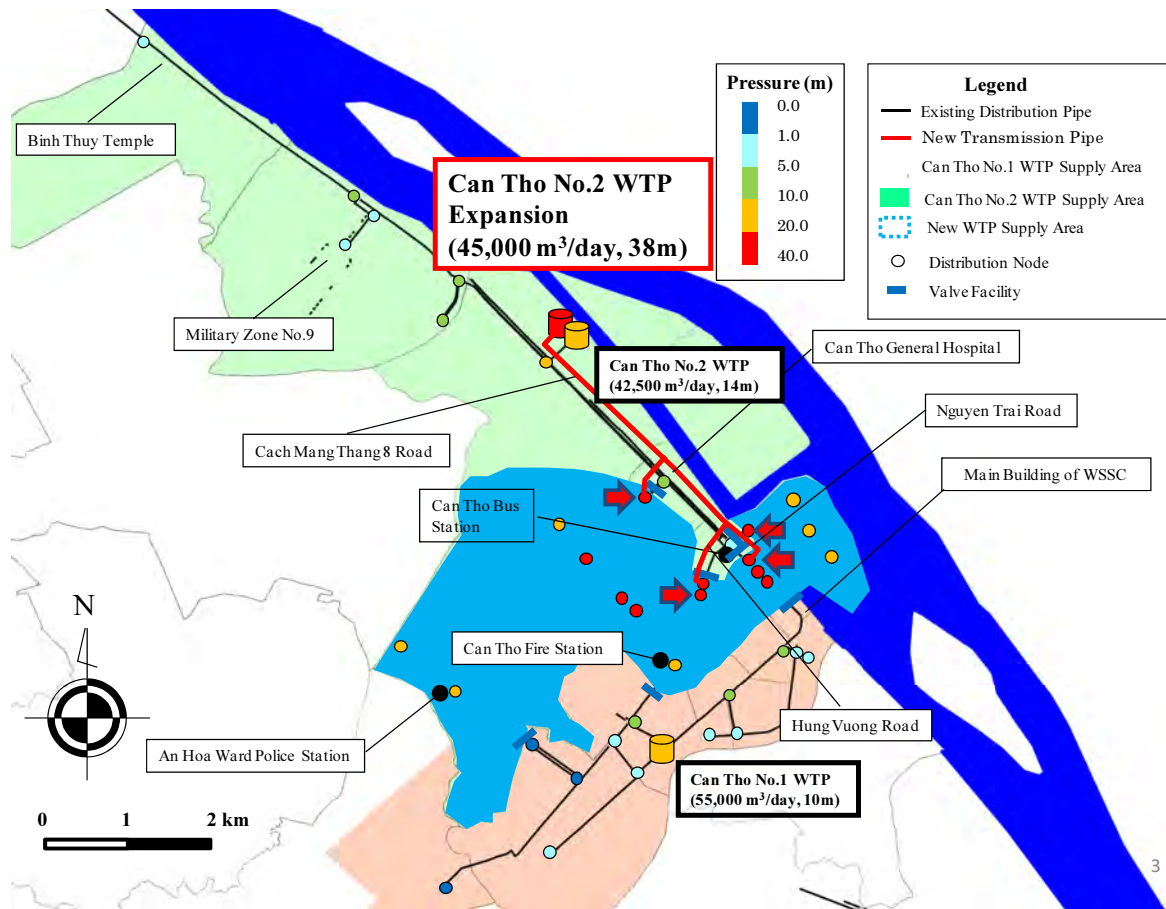 Pressure (m)
0.0
1.0
5.0
10.0
20.0
40.0
Legend
Existing Distribution Pipe
New Transmission Pipe
Can Tho No.1 WTP Supply Area
Can Tho No.2 WTP Supply Area
New WTP Supply Area
Distribution Node
Valve Facility
Binh Thuy Temple
Can Tho No.2 WTP
Expansion
(45,000 m³/day, 38m)
Military Zone No.9
Can Tho General Hospital
Can Tho No.2 WTP
(42,500 m³/day, 14m)
Nguyen Trai Road
Cach Mang Thang 8 Road
Main Building of WSSC
Can Tho Bus
Station
N
Can Tho Fire Station
Hung Vuong Road
An Hoa Ward Police Station
Can Tho No.1 WTP
(55,000 m³/day, 10m)
0 1 2 km
3